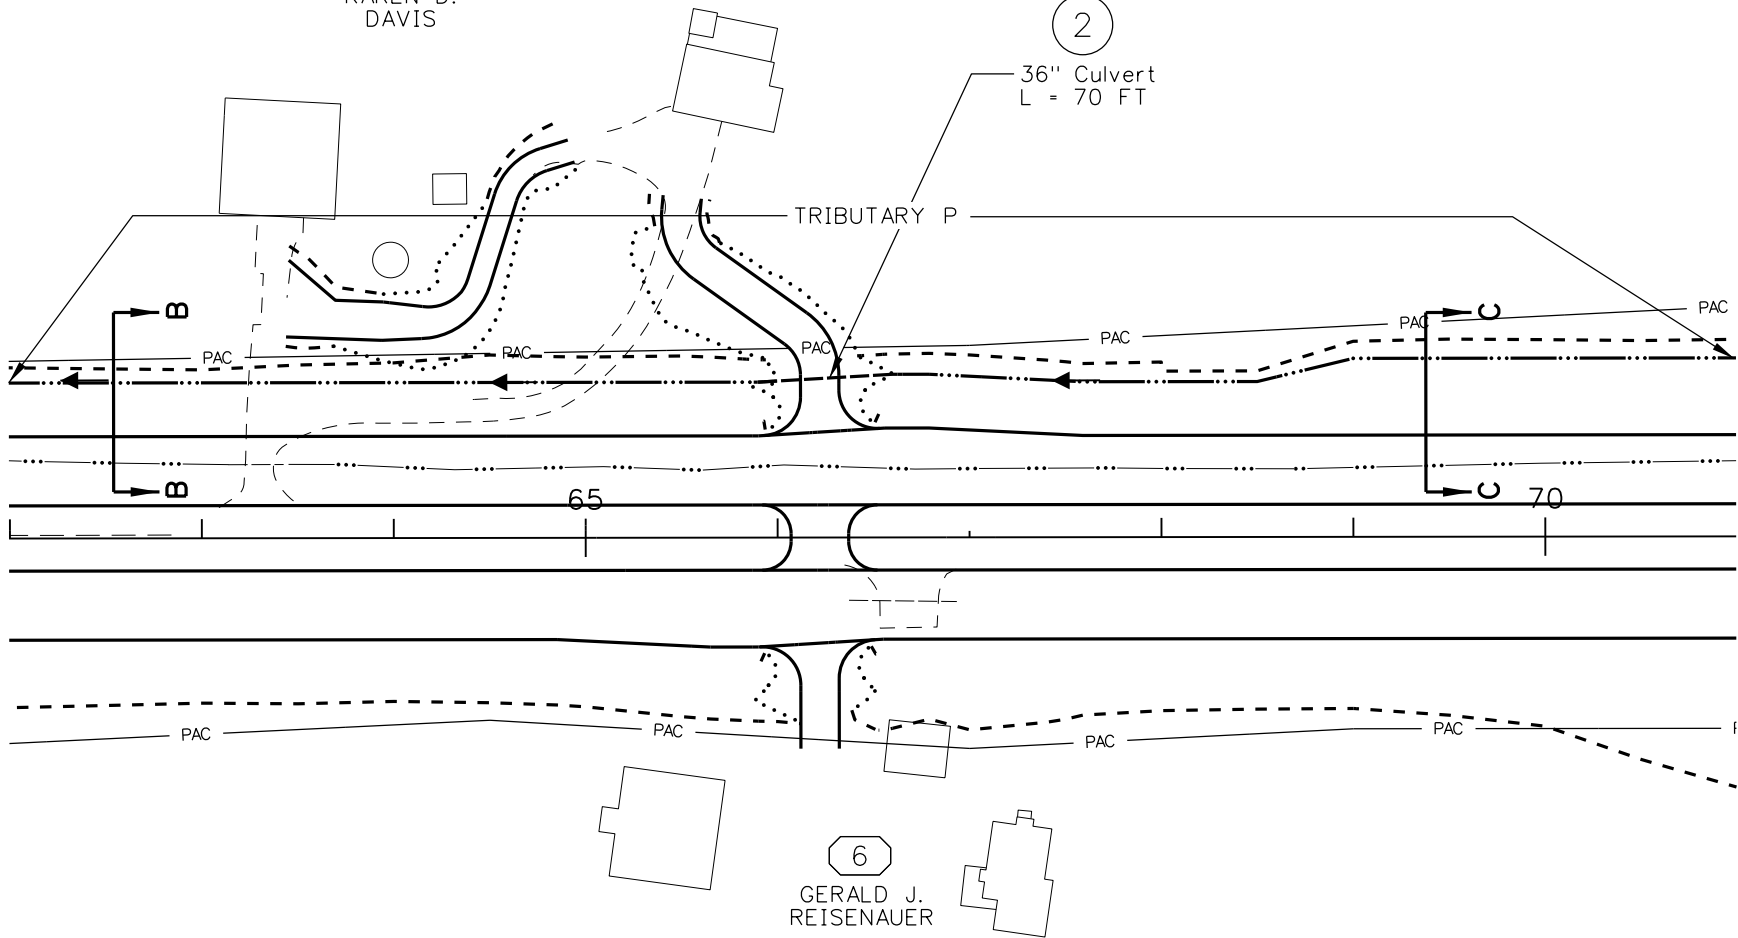 DAVIS
2
36" Culvert
L = 70 FT
TRIBUTARY P
B
C
PAC
PAC
PAC
PAC
PAC
PAC
B
C
65
70
PAC
PAC
PAC
PAC
6
GERALD J.
REISENAUER